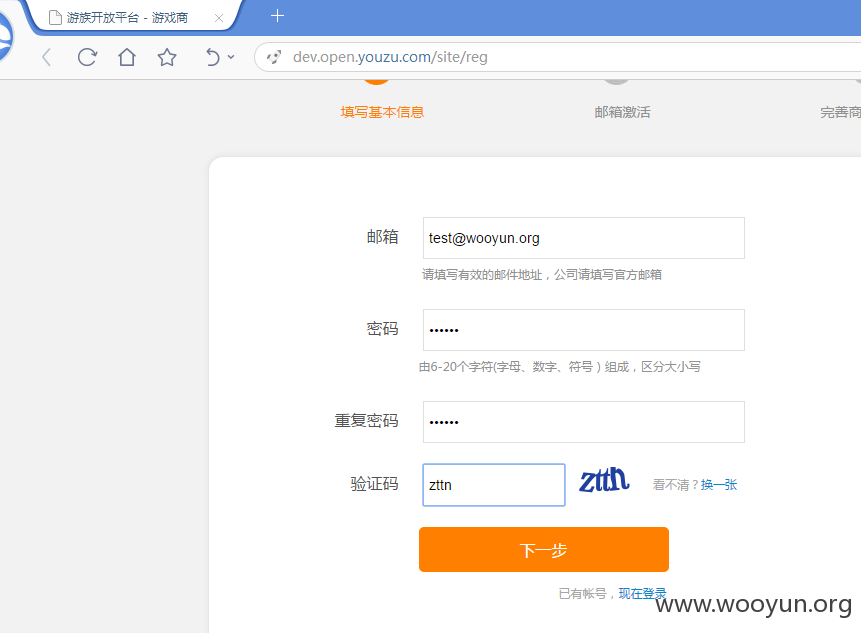 游族开放平台 - 游戏商
dev.open.youzu.com/site/reg
填写基本信息 邮箱激活 完善商
邮箱 test@wooyun.org
请填写有效的邮件地址，公司请填写官方邮箱
密码 ••••••
由6-20个字符(字母、数字、符号）组成，区分大小写
重复密码 ••••••
验证码 zttn zttn 看不清？换一张
下一步
已有帐号，现在登录
www.wooyun.org